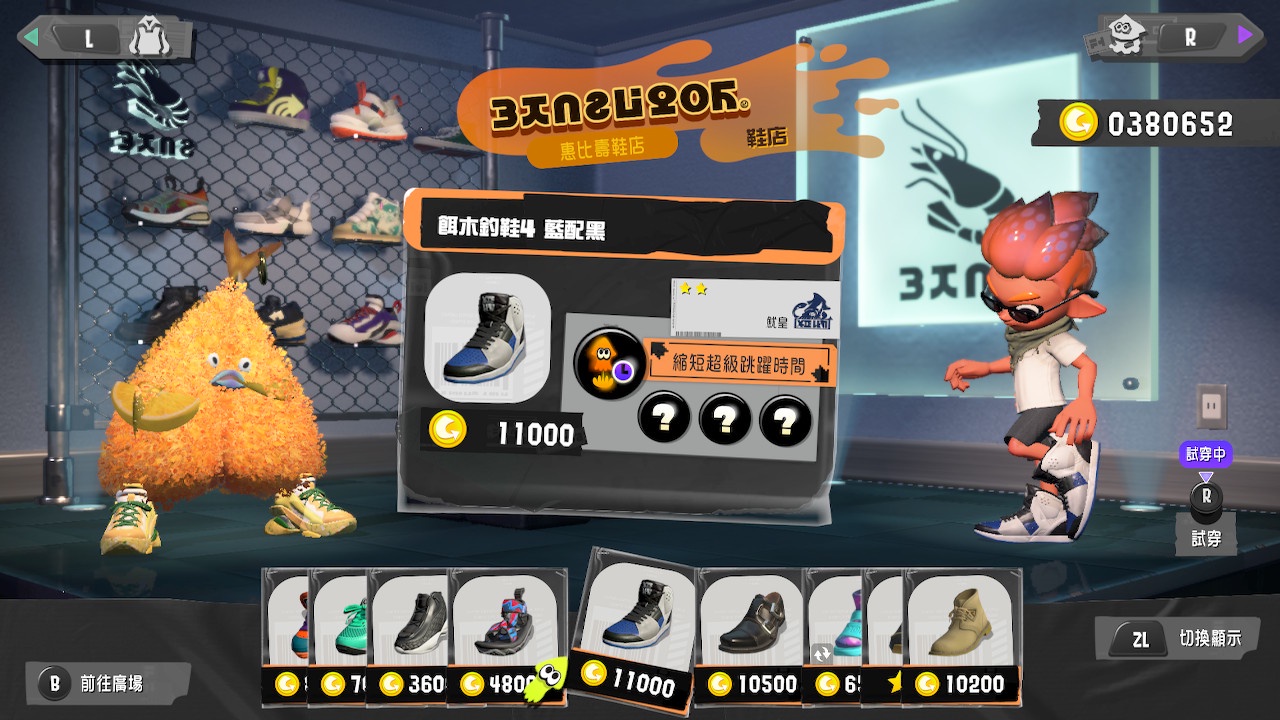 L
R
0380652
惠比壽鞋店
鞋店
餌木釣鞋4 藍配黑
魷皇
縮短超級跳躍時間
? ? ?
11000
試穿中
R
試穿
360
480
11000
10500
10200
B 前往廣場
ZL 切換顯示